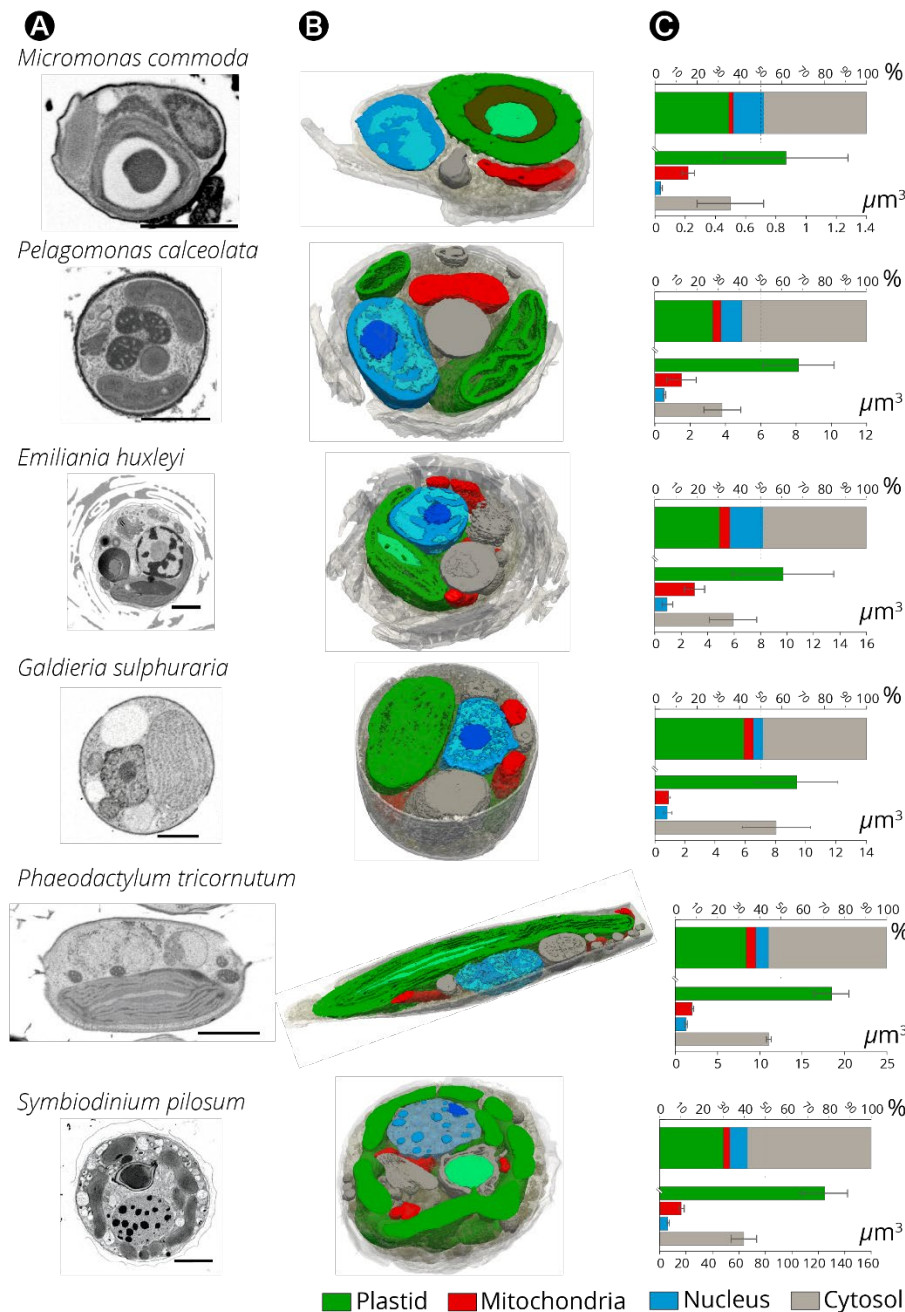 A B C
Micromonas commoda
0 10 20 30 40 50 60 70 80 90 100 %
0 0.2 0.4 0.6 0.8 1 1.2 1.4 µm³
Pelagomonas calceolata
0 10 20 30 40 50 60 70 80 90 100 %
0 2 4 6 8 10 12 µm³
Emiliania huxleyi
0 10 20 30 40 50 60 70 80 90 100 %
0 2 4 6 8 10 12 14 16 µm³
Galdieria sulphuraria
0 10 20 30 40 50 60 70 80 90 100 %
0 2 4 6 8 10 12 14 µm³
Phaeodactylum tricornutum
0 10 20 30 40 50 60 70 80 90 100 %
0 5 10 15 20 25 µm³
Symbiodinium pilosum
0 10 20 30 40 50 60 70 80 90 100 %
0 20 40 60 80 100 120 140 160 µm³
Plastid Mitochondria Nucleus Cytosol